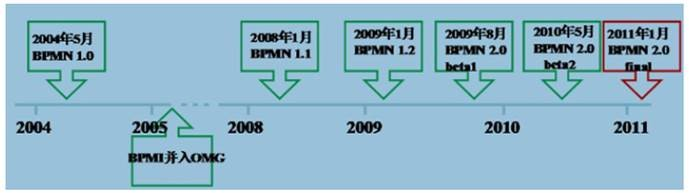 2004年5月
BPMN 1.0
2008年1月
BPMN 1.1
2009年1月
BPMN 1.2
2009年8月
BPMN 2.0
beta1
2010年5月
BPMN 2.0
beta2
2011年1月
BPMN 2.0
final
2004
2005
2008
2009
2010
2011
BPMI并入OMG